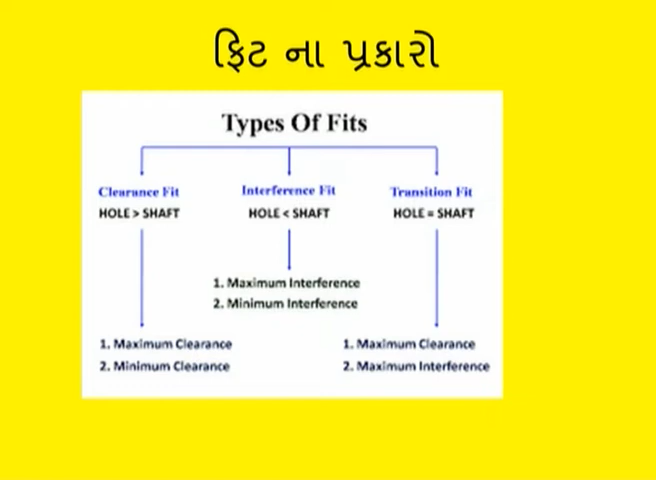 ફિટ ના પ્રકારો
Types Of Fits
Clearance Fit
HOLE > SHAFT
Interference Fit
HOLE < SHAFT
Transition Fit
HOLE = SHAFT
1. Maximum Interference
2. Minimum Interference
1. Maximum Clearance
2. Minimum Clearance
1. Maximum Clearance
2. Maximum Interference